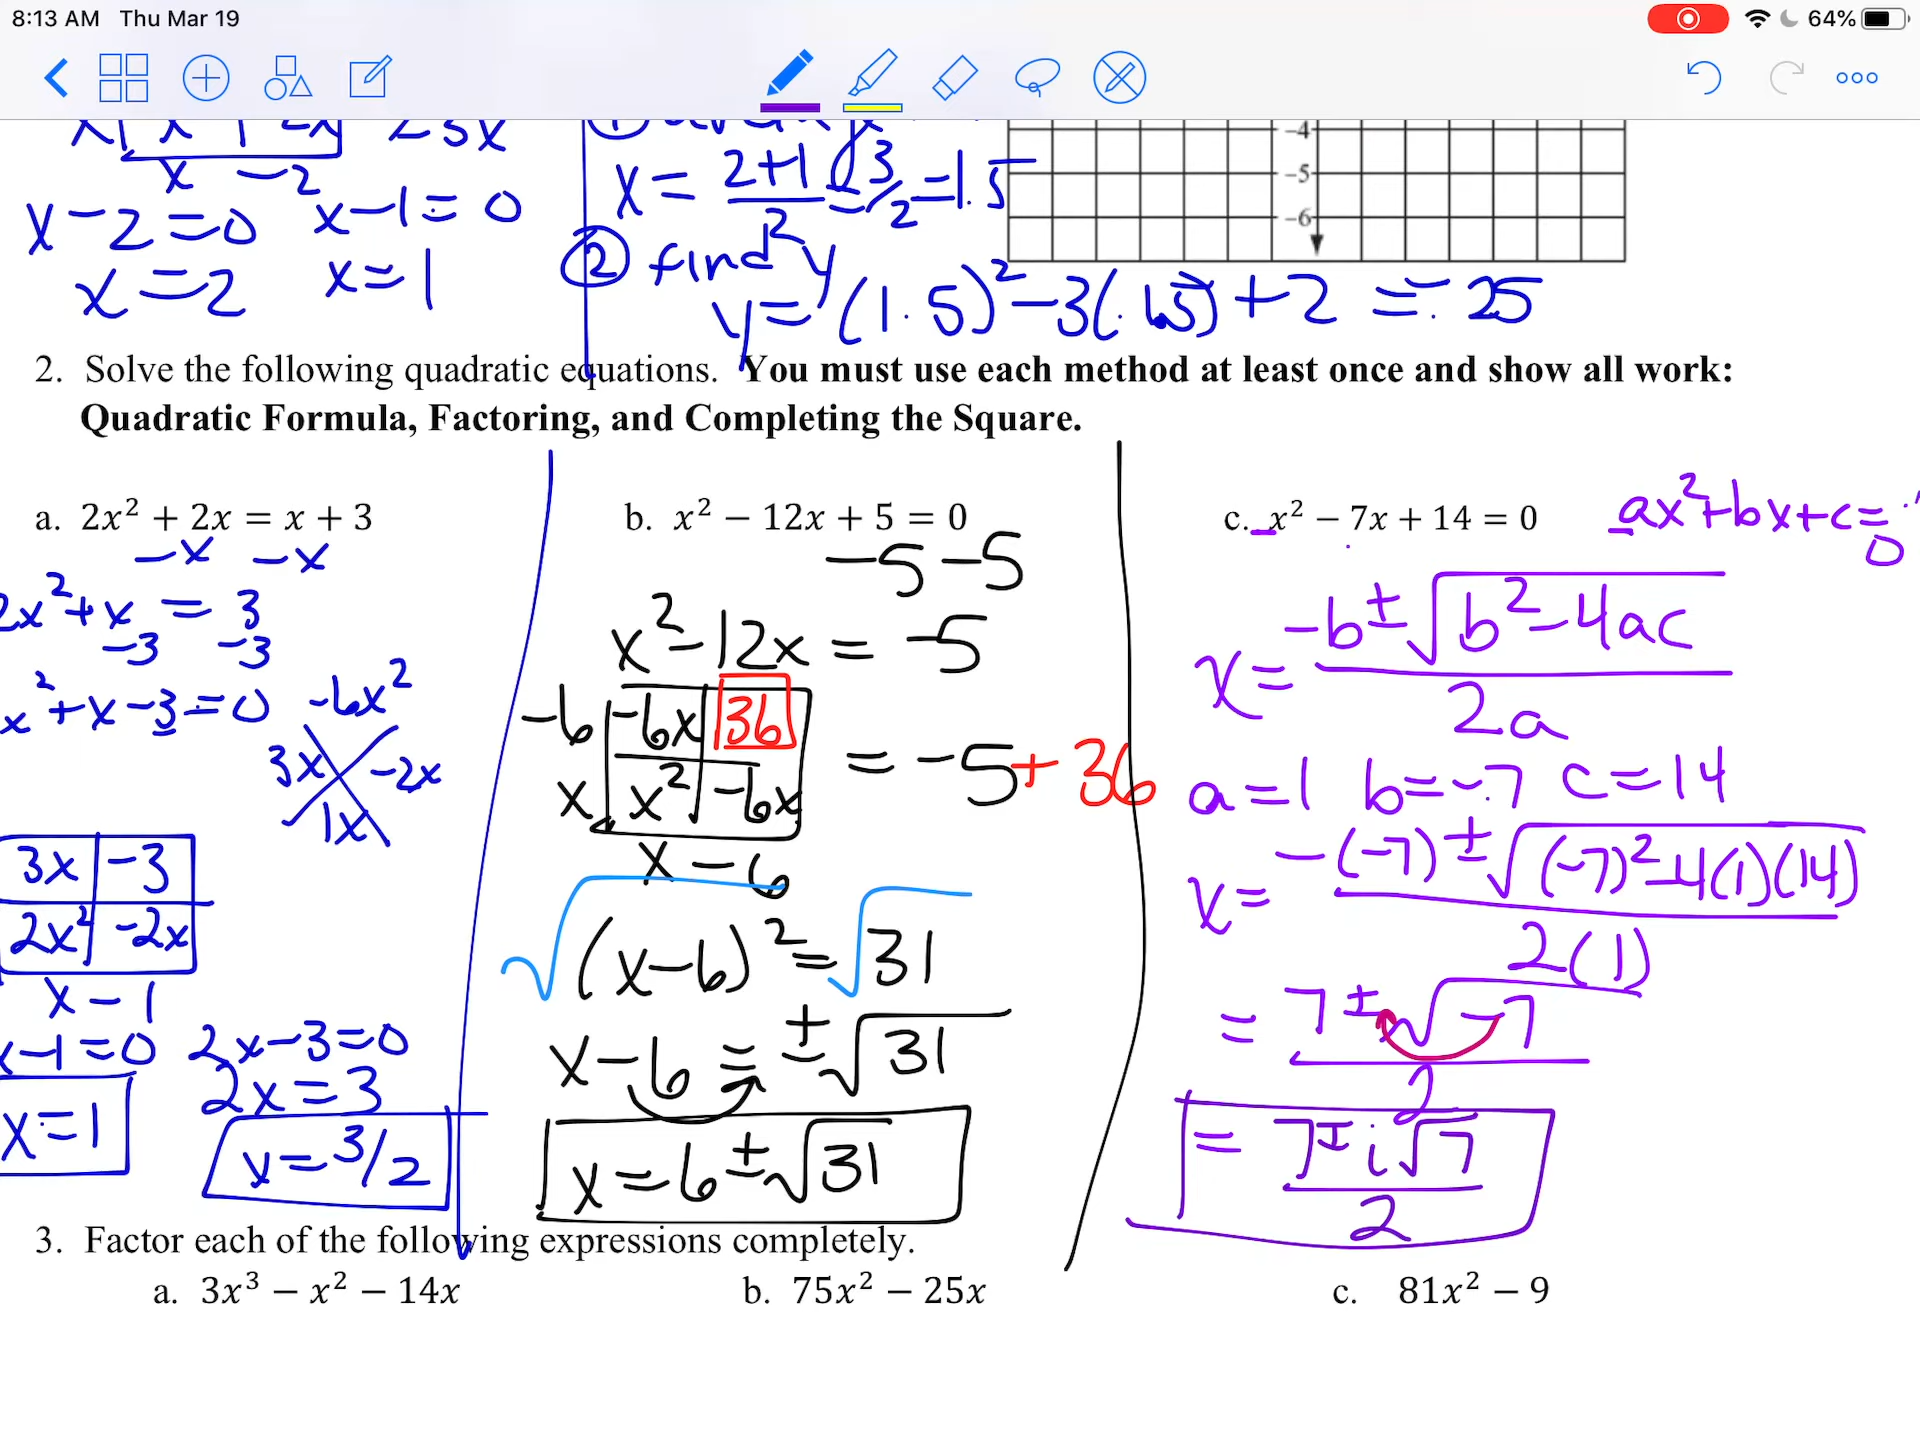 8:13 AM Thu Mar 19
64%
x - 2
x-2=0 x-1=0
x=2 x=1
x = 2+1 = 3/2 = 1.5
2
② find y
y = (1.5)² - 3(1.5) + 2 = -.25
-4
-5
-6
2. Solve the following quadratic equations. You must use each method at least once and show all work:
Quadratic Formula, Factoring, and Completing the Square.
a. 2x² + 2x = x + 3
-x -x
2x² + x = 3
-3 -3
x² + x - 3 = 0 -6x²
3x -2x
1x
3x -3
2x² -2x
x - 1
x-1=0 2x-3=0
2x=3
x=1
x=3/2
b. x² − 12x + 5 = 0
-5 -5
x² - 12x = -5
-6 -6x 36
= -5 + 36
x x² -6x
x - 6
√(x-6)² = √31
x - 6 = ±√31
x = 6 ± √31
c. x² − 7x + 14 = 0
ax² + bx + c = 0
x = -b ± √b² - 4ac
2a
a=1 b=-7 c=14
x = -(-7) ± √(-7)² - 4(1)(14)
2(1)
= 7 ± √-7
2
= 7 ± i√7
2
3. Factor each of the following expressions completely.
a. 3x³ − x² − 14x b. 75x² − 25x c. 81x² − 9